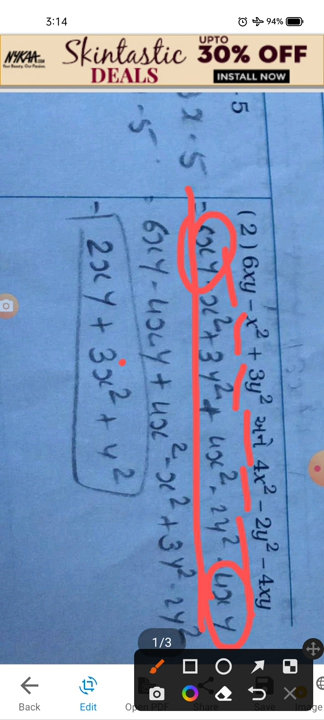 3:14
94%
NYKAA.com
Skintastic DEALS
UPTO 30% OFF
INSTALL NOW
- 5
x - 5
- 5
(2) 6xy − x² + 3y² અને 4x² − 2y² − 4xy
6xy - x² + 3y² + 4x² - 2y² - 4xy
6xy - 4xy + 4x² - x² + 3y² - 2y²
2xy + 3x² + y²
1/3
Back
Edit
Open PDF
Share
Save
Image